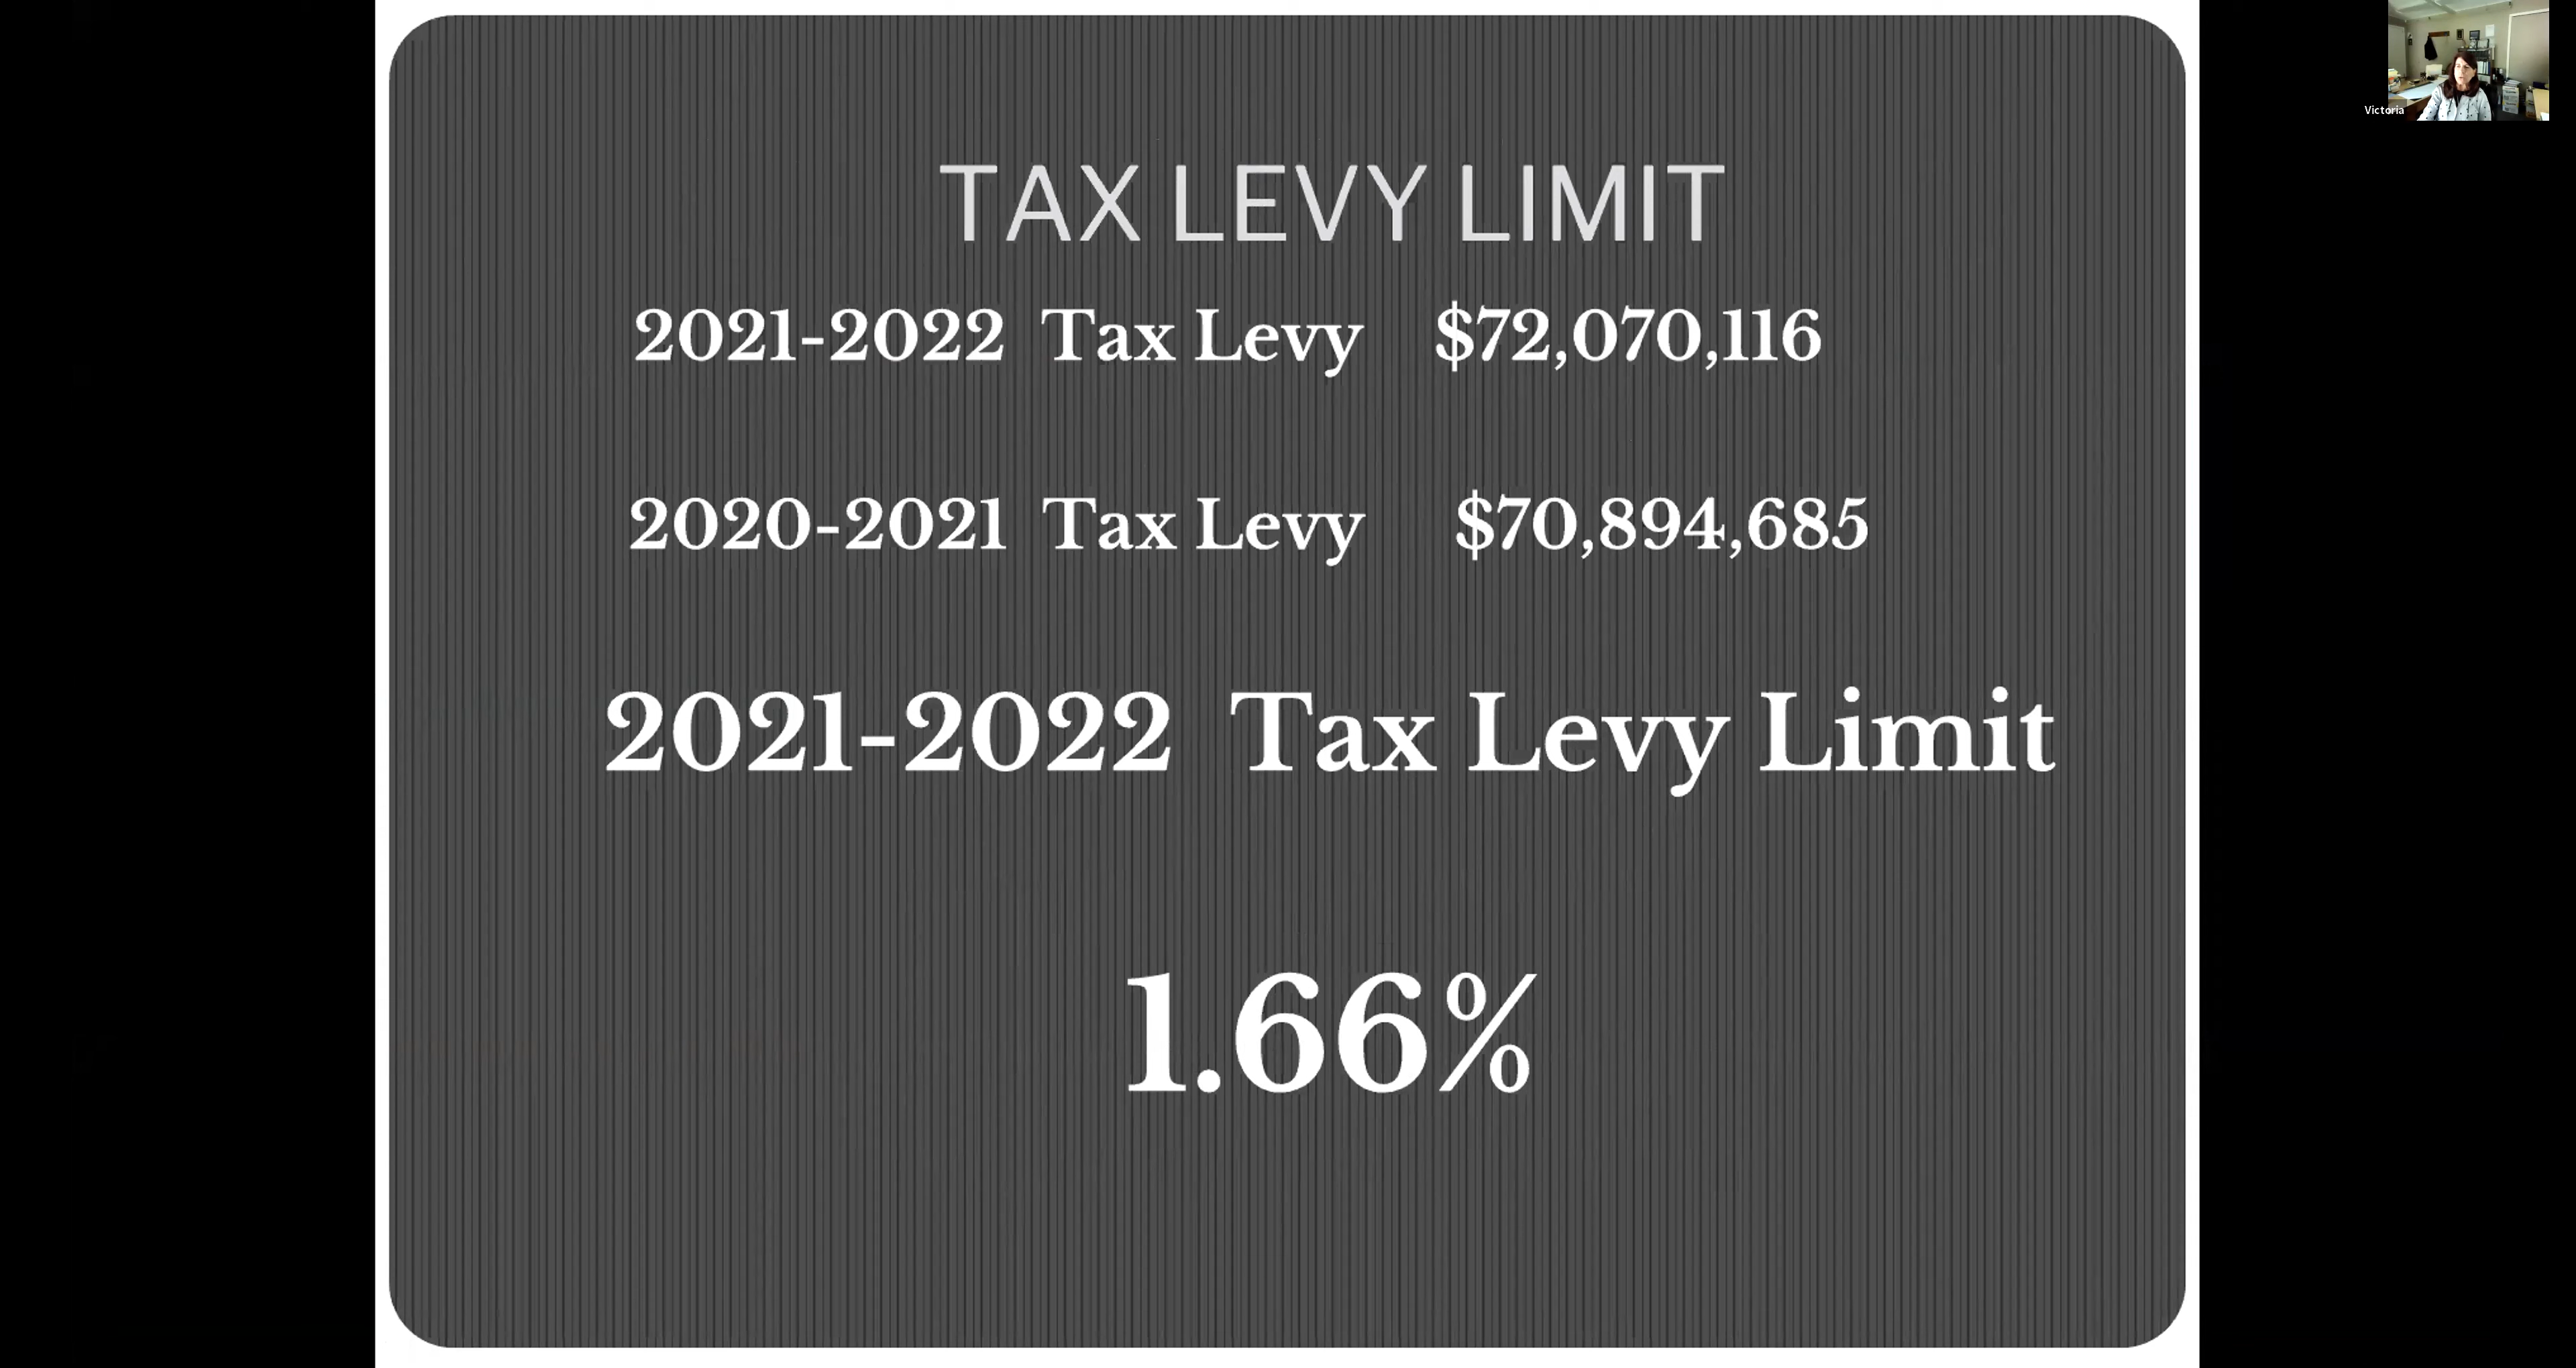 TAX LEVY LIMIT
2021-2022 Tax Levy $72,070,116
2020-2021 Tax Levy $70,894,685
2021-2022 Tax Levy Limit
1.66%
Victoria